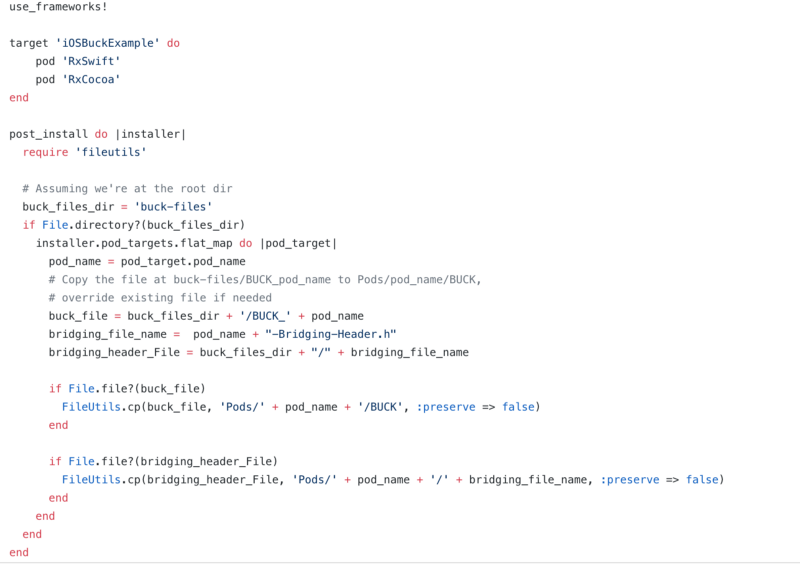 use_frameworks!
target 'iOSBuckExample' do
pod 'RxSwift'
pod 'RxCocoa'
end
post_install do |installer|
require 'fileutils'
# Assuming we're at the root dir
buck_files_dir = 'buck-files'
if File.directory?(buck_files_dir)
installer.pod_targets.flat_map do |pod_target|
pod_name = pod_target.pod_name
# Copy the file at buck-files/BUCK_pod_name to Pods/pod_name/BUCK,
# override existing file if needed
buck_file = buck_files_dir + '/BUCK_' + pod_name
bridging_file_name =  pod_name + "-Bridging-Header.h"
bridging_header_File = buck_files_dir + "/" + bridging_file_name
if File.file?(buck_file)
FileUtils.cp(buck_file, 'Pods/' + pod_name + '/BUCK', :preserve => false)
end
if File.file?(bridging_header_File)
FileUtils.cp(bridging_header_File, 'Pods/' + pod_name + '/' + bridging_file_name, :preserve => false)
end
end
end
end